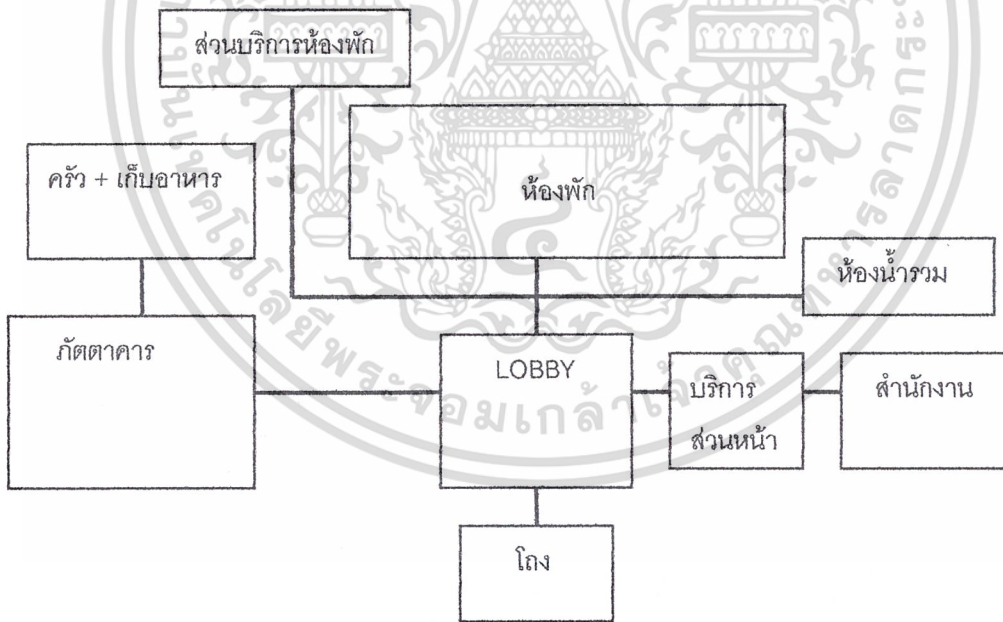 ส่วนบริการห้องพัก
ครัว + เก็บอาหาร
ห้องพัก
ห้องน้ำรวม
ภัตตาคาร
LOBBY
บริการ
ส่วนหน้า
สำนักงาน
โถง